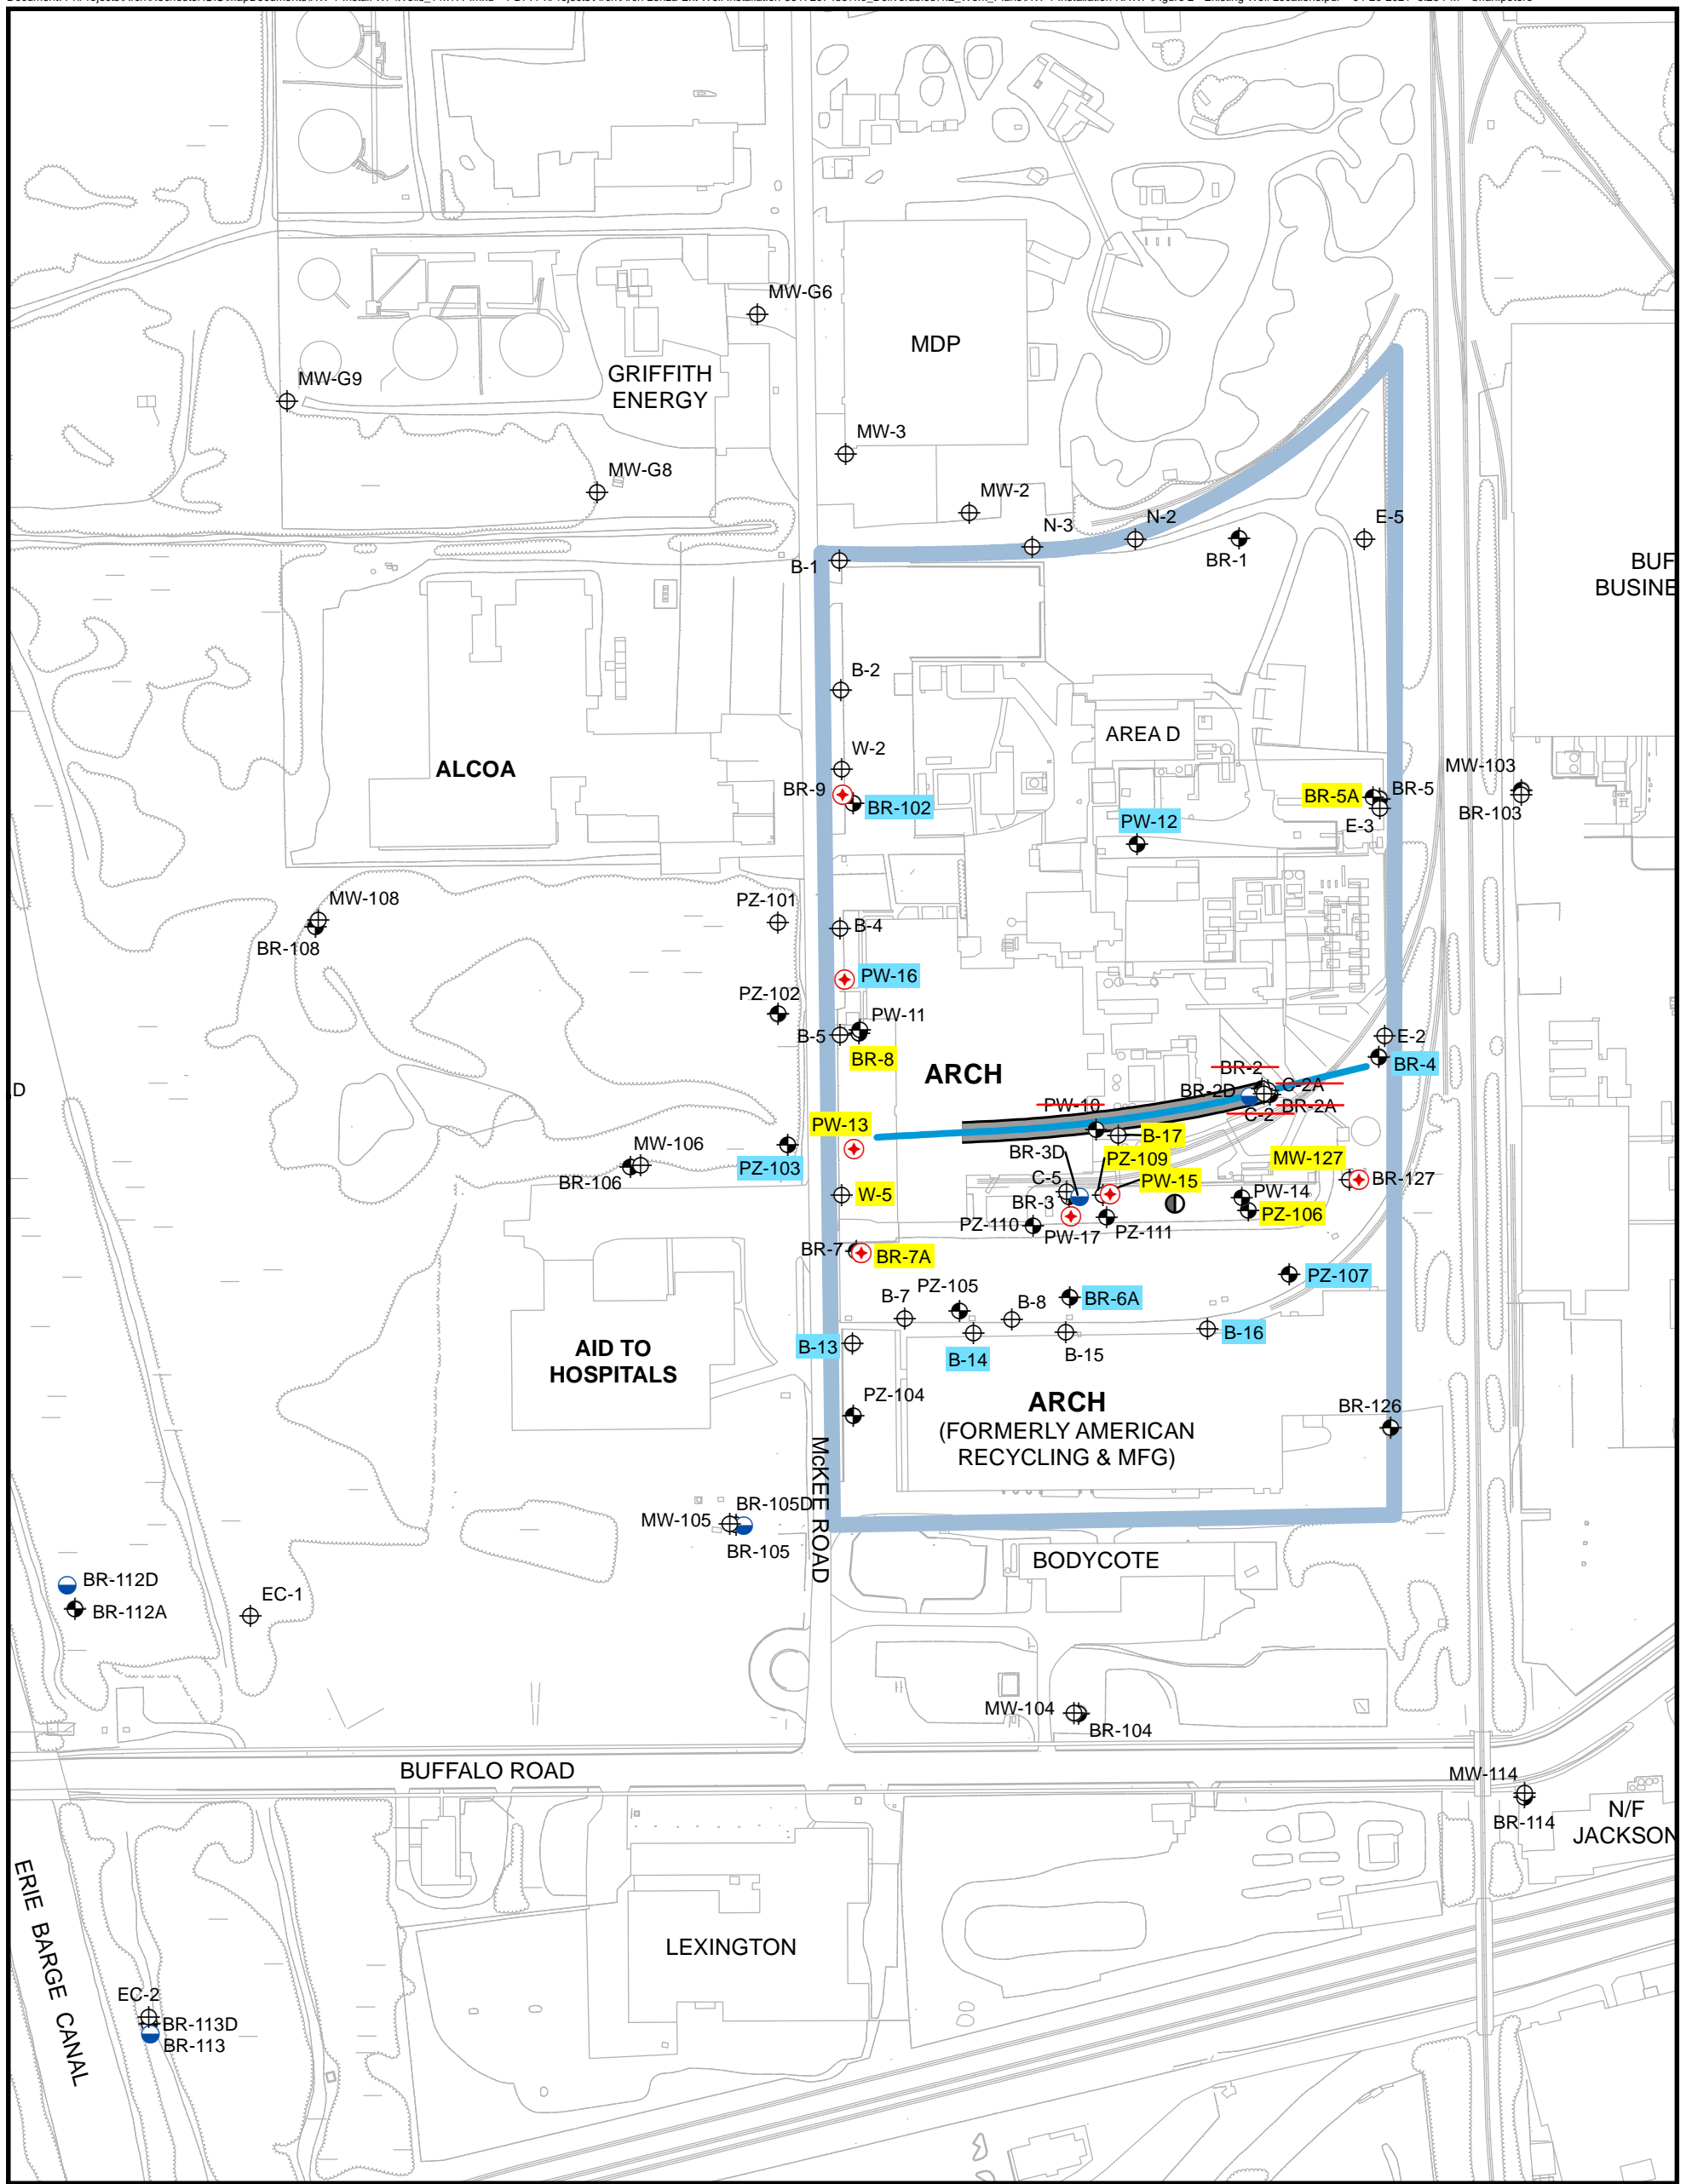 MW-G6
MDP
MW-G9
GRIFFITH
ENERGY
MW-3
MW-G8
MW-2
N-3
N-2
E-5
BR-1
B-1
BUF
BUSINE
B-2
AREA D
W-2
ALCOA
MW-103
BR-9
BR-102
BR-5A
BR-5
BR-103
PW-12
E-3
MW-108
PZ-101
B-4
BR-108
PW-16
PZ-102
PW-11
B-5
E-2
BR-8
BR-4
ARCH
BR-2
D
BR-2D
C-2A
PW-10
BR-2A
C-2
PW-13
B-17
MW-106
BR-3D
PZ-109
MW-127
PZ-103
BR-106
C-5
PW-15
BR-127
W-5
BR-3
PW-14
PZ-106
PZ-110
PW-17
PZ-111
BR-7
BR-7A
PZ-107
B-7
PZ-105
B-8
BR-6A
B-13
B-16
AID TO
HOSPITALS
B-14
B-15
PZ-104
ARCH
(FORMERLY AMERICAN
RECYCLING & MFG)
BR-126
McKEE ROAD
BR-105D
MW-105
BR-105
BODYCOTE
BR-112D
BR-112A
EC-1
MW-104
BR-104
BUFFALO ROAD
MW-114
BR-114
N/F
JACKSON
ERIE BARGE CANAL
LEXINGTON
EC-2
BR-113D
BR-113